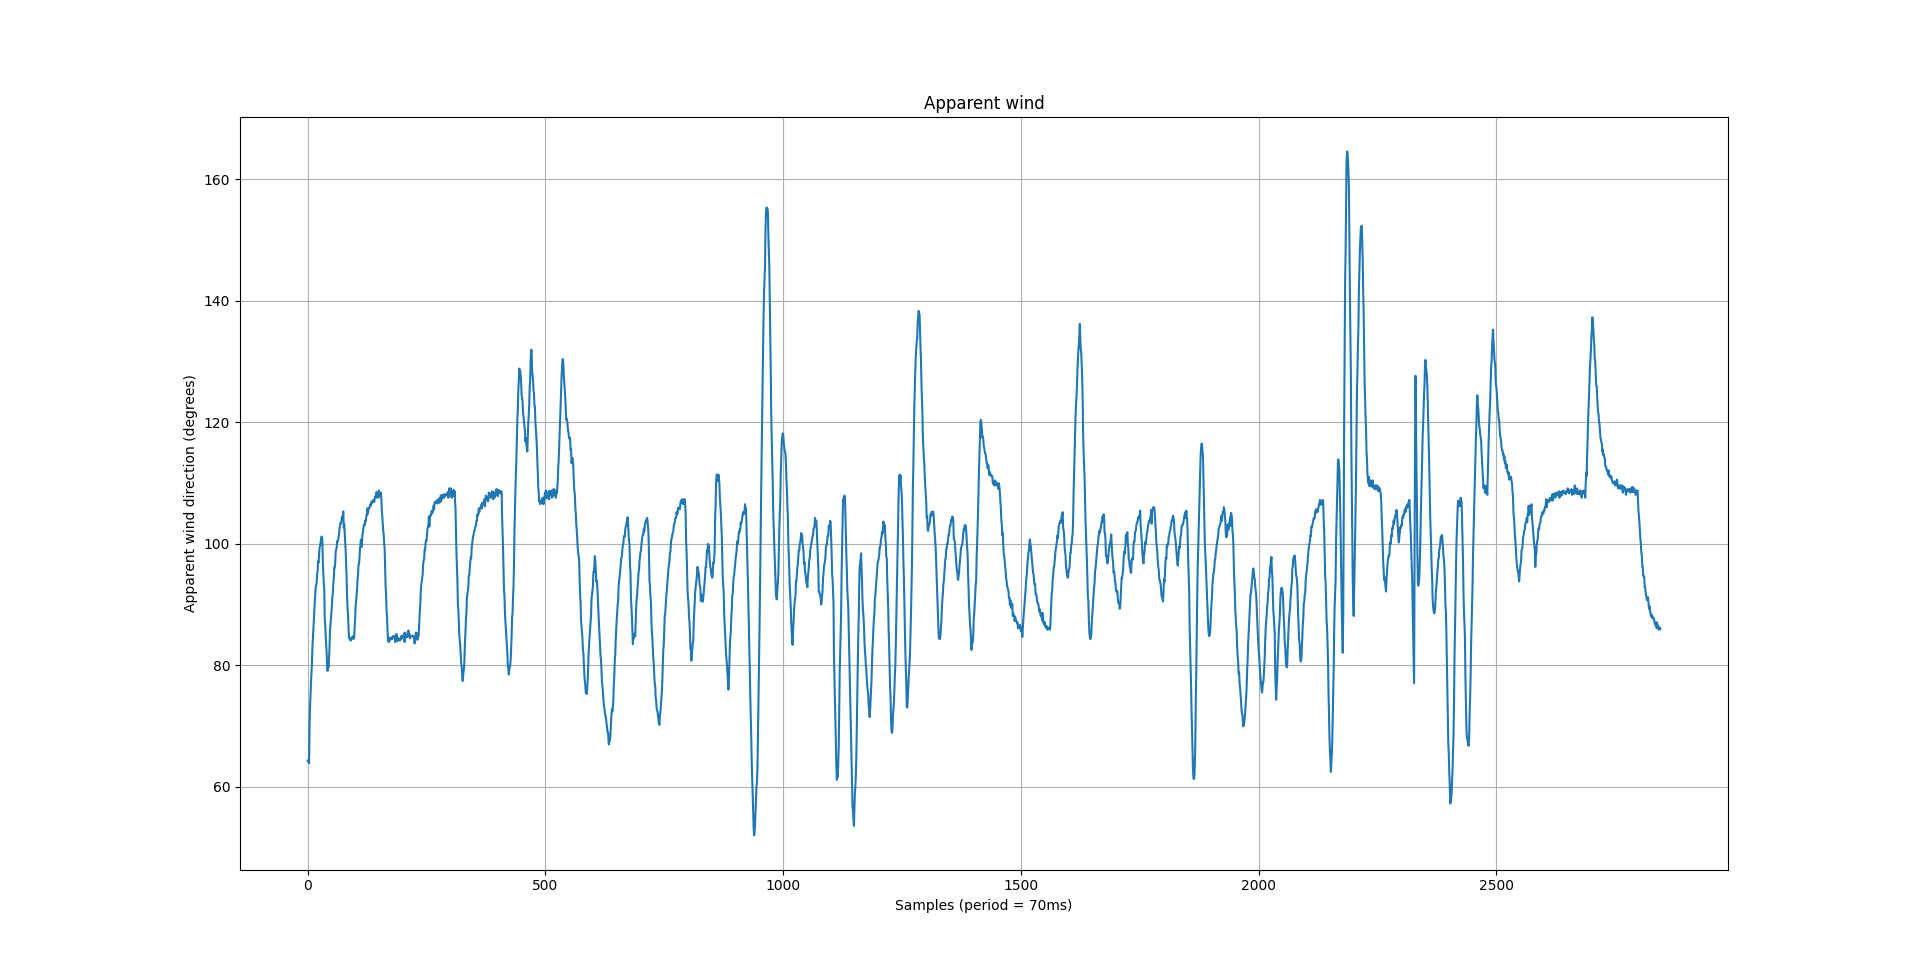 Apparent wind
160
140
120
100
80
60
Apparent wind direction (degrees)
0 500 1000 1500 2000 2500
Samples (period = 70ms)